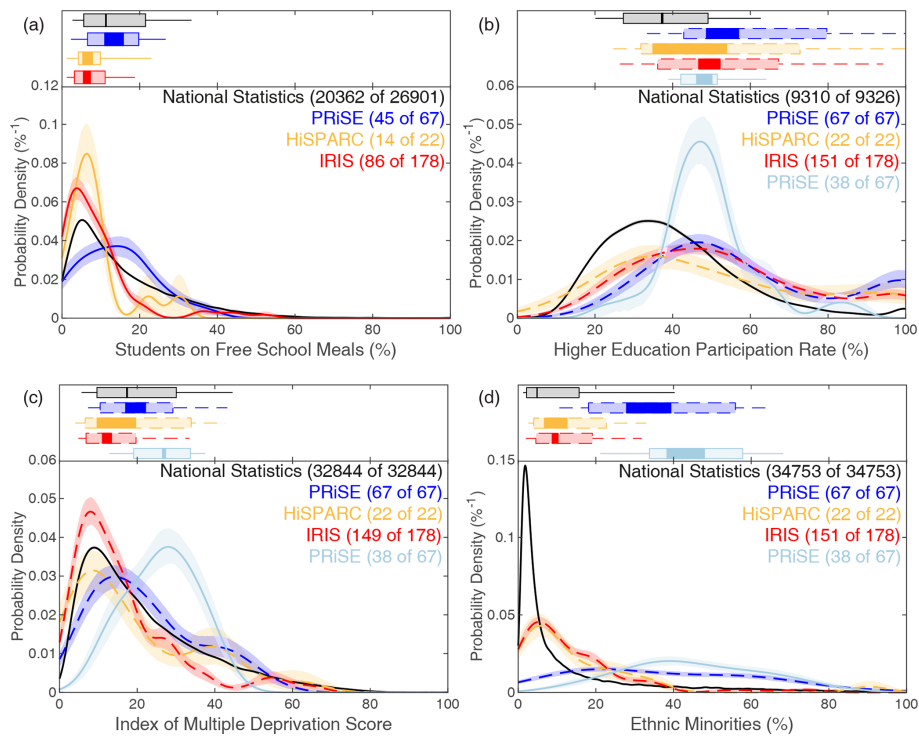 (a)
0.12
National Statistics (20362 of 26901)
PRiSE (45 of 67)
HiSPARC (14 of 22)
IRIS (86 of 178)
0.1
0.08
0.06
0.04
0.02
0
Probability Density (%⁻¹)
0 20 40 60 80 100
Students on Free School Meals (%)
(b)
0.06
National Statistics (9310 of 9326)
PRiSE (67 of 67)
HiSPARC (22 of 22)
IRIS (151 of 178)
PRiSE (38 of 67)
0.05
0.04
0.03
0.02
0.01
0
Probability Density (%⁻¹)
0 20 40 60 80 100
Higher Education Participation Rate (%)
(c)
0.06
National Statistics (32844 of 32844)
PRiSE (67 of 67)
HiSPARC (22 of 22)
IRIS (149 of 178)
PRiSE (38 of 67)
0.05
0.04
0.03
0.02
0.01
0
Probability Density
0 20 40 60 80 100
Index of Multiple Deprivation Score
(d)
0.15
National Statistics (34753 of 34753)
PRiSE (67 of 67)
HiSPARC (22 of 22)
IRIS (151 of 178)
PRiSE (38 of 67)
0.1
0.05
0
Probability Density (%⁻¹)
0 20 40 60 80 100
Ethnic Minorities (%)